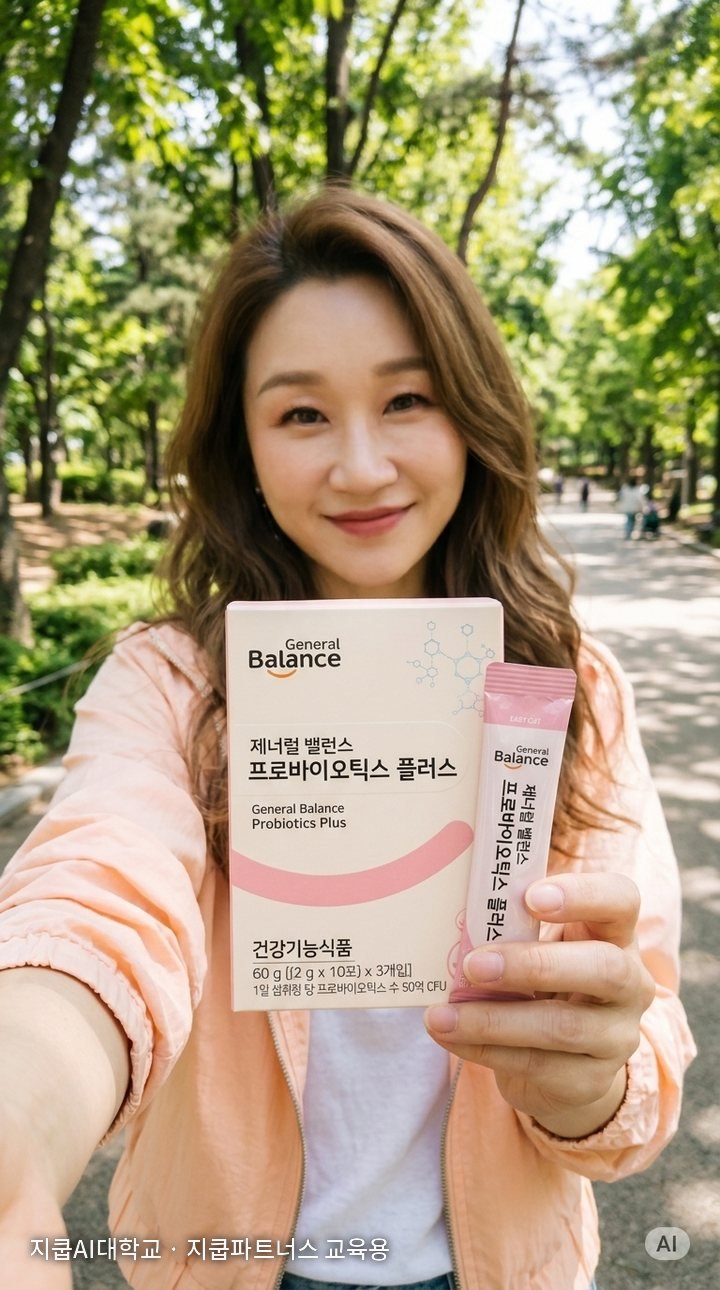 General
Balance
제너럴 밸런스
프로바이오틱스 플러스
General Balance
Probiotics Plus
건강기능식품
60 g [(2 g x 10포) x 3개입]
1일 섭취량 당 프로바이오틱스 수 50억 CFU
EASY CUT
General
Balance
제너럴 밸런스
프로바이오틱스 플러스
지쿱AI대학교 · 지쿱파트너스 교육용
AI